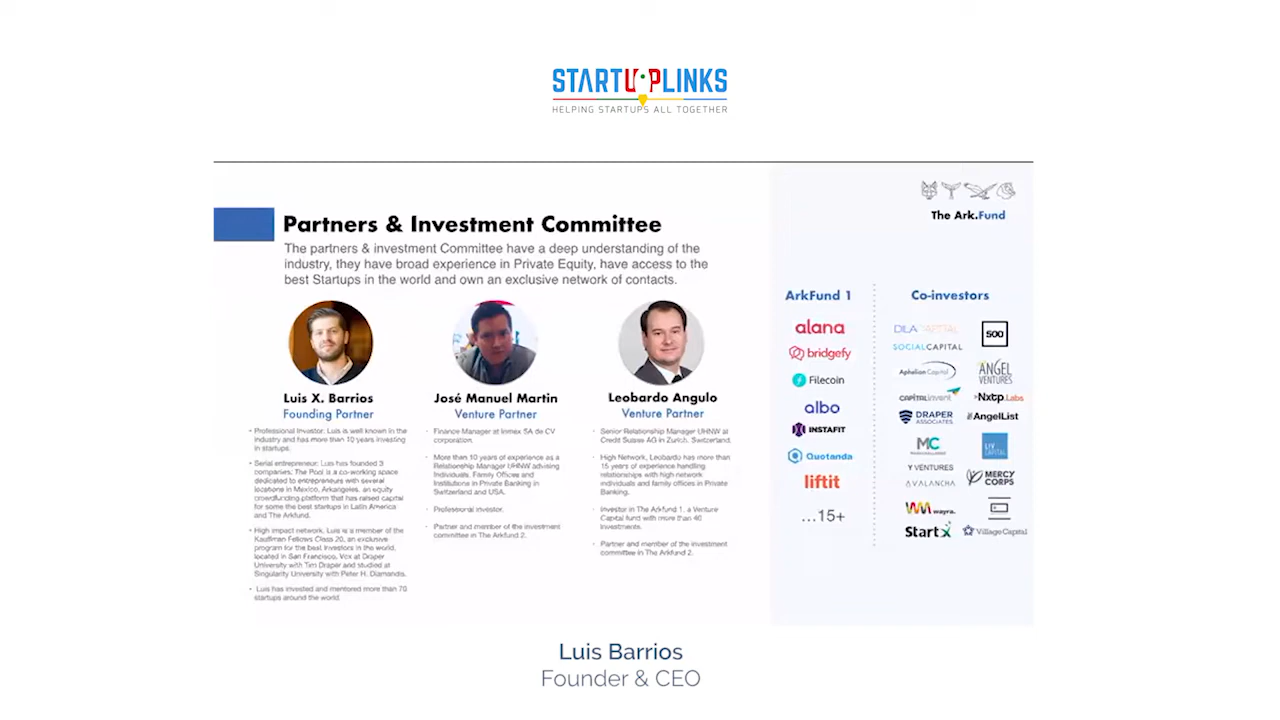 STARTUPLINKS
HELPING STARTUPS ALL TOGETHER
The Ark.Fund
Partners & Investment Committee
The partners & investment Committee have a deep understanding of the
industry, they have broad experience in Private Equity, have access to the
best Startups in the world and own an exclusive network of contacts.
Luis X. Barrios
Founding Partner
• Professional Investor: Luis is well known in the
industry and has more than 10 years investing
in startups.
• Serial entrepreneur: Luis has founded 3
companies: The Pool is a co-working space
dedicated to entrepreneurs with several
locations in Mexico, Arkangeles, an equity
crowdfunding platform that has raised capital
for some the best startups in Latin America
and The Arkfund.
• High impact network, Luis is a member of the
Kauffman Fellows Class 20, an exclusive
program for the best investors in the world,
located in San Francisco, Vox at Draper
University with Tim Draper and studied at
Singularity University with Peter H. Diamandis.
• Luis has invested and mentored more than 70
startups around the world.
José Manuel Martin
Venture Partner
• Finance Manager at Inmex SA de CV
corporation.
• More than 10 years of experience as a
Relationship Manager UHNW advising
Individuals, Family Offices and
Institutions in Private Banking in
Switzerland and USA.
• Professional investor.
• Partner and member of the investment
committee in The Arkfund 2.
Leobardo Angulo
Venture Partner
• Senior Relationship Manager UHNW at
Credit Suisse AG in Zurich, Switzerland.
• High Network, Leobardo has more than
15 years of experience handling
relationships with high network
individuals and family offices in Private
Banking.
• Investor in The Arkfund 1, a Venture
Capital fund with more than 40
investments.
• Partner and member of the investment
committee in The Arkfund 2.
ArkFund 1
alana
bridgefy
Filecoin
albo
INSTAFIT
Quotanda
liftit
...15+
Co-investors
DILA CAPITAL
500
SOCIALCAPITAL
Aphelion Capital
ANGEL
VENTURES
CAPITALinvent
Nxtp.Labs
DRAPER
ASSOCIATES
#AngelList
MC
LIV
CAPITAL
Y VENTURES
AVALANCHA
MERCY
CORPS
wayra.
StartX
Village Capital
Luis Barrios
Founder & CEO